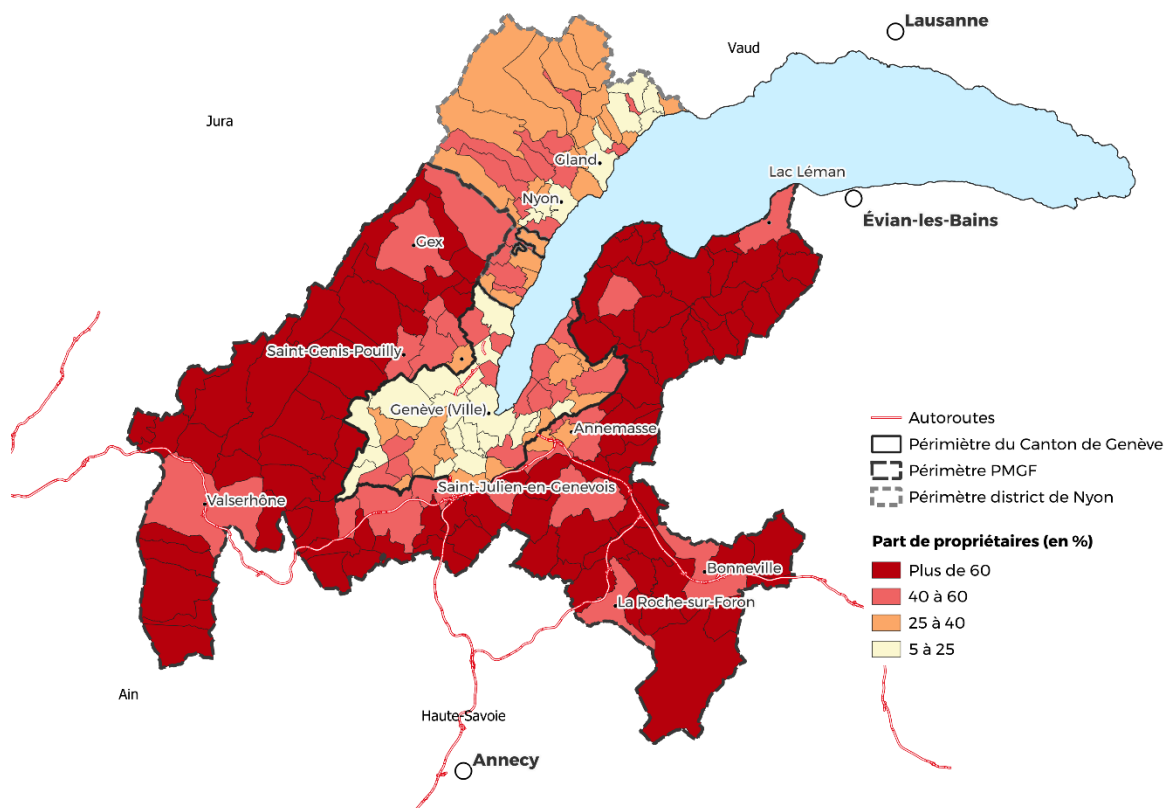 Lausanne
Vaud
Jura
Gland
Lac Léman
Nyon
Évian-les-Bains
Gex
Saint-Genis-Pouilly
Genève (Ville)
Annemasse
Saint-Julien-en-Genevois
Valserhône
Bonneville
La Roche-sur-Foron
Ain
Haute-Savoie
Annecy
Autoroutes
Périmiètre du Canton de Genève
Périmètre PMGF
Périmètre district de Nyon
Part de propriétaires (en %)
Plus de 60
40 à 60
25 à 40
5 à 25